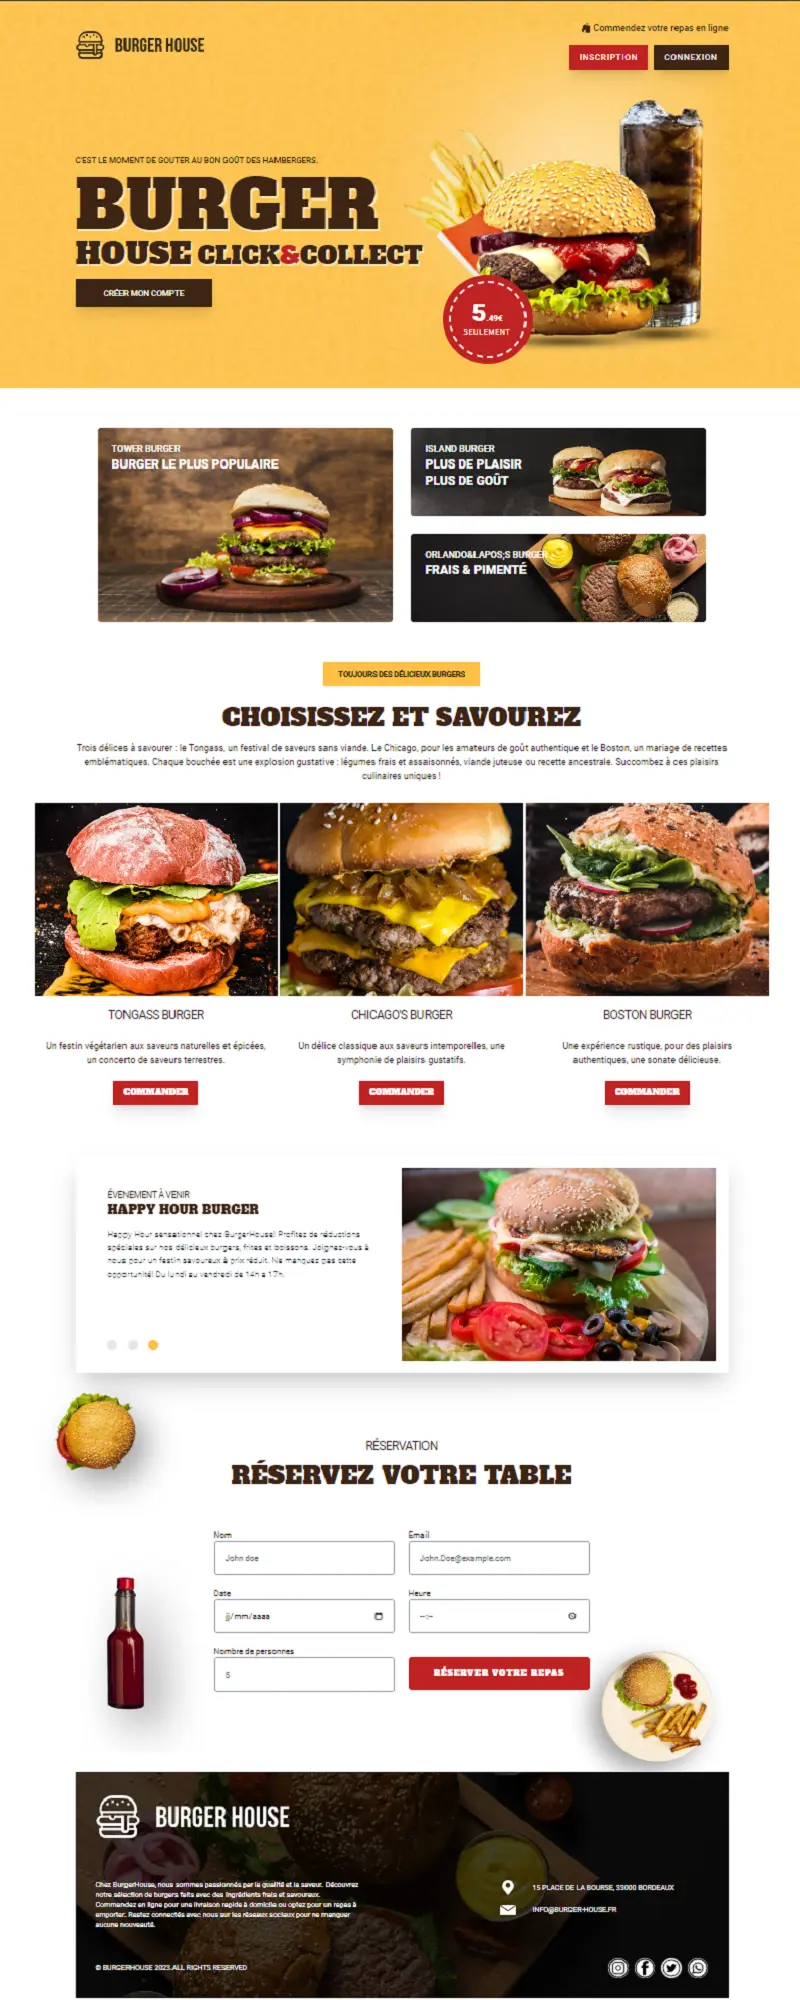 BURGER HOUSE
Commendez votre repas en ligne
INSCRIPTION
CONNEXION
C'EST LE MOMENT DE GOUTER AU BON GOÛT DES HAMBERGERS.
BURGER
HOUSE CLICK&COLLECT
CRÉER MON COMPTE
5.49€
SEULEMENT
TOWER BURGER
BURGER LE PLUS POPULAIRE
ISLAND BURGER
PLUS DE PLAISIR
PLUS DE GOÛT
ORLANDO&LAPOS;S BURGER
FRAIS & PIMENTÉ
TOUJOURS DES DÉLICIEUX BURGERS
CHOISISSEZ ET SAVOUREZ
Trois délices à savourer : le Tongass, un festival de saveurs sans viande. Le Chicago, pour les amateurs de goût authentique et le Boston, un mariage de recettes
emblématiques. Chaque bouchée est une explosion gustative : légumes frais et assaisonnés, viande juteuse ou recette ancestrale. Succombez à ces plaisirs
culinaires uniques !
TONGASS BURGER
Un festin végétarien aux saveurs naturelles et épicées,
un concerto de saveurs terrestres.
COMMANDER
CHICAGO'S BURGER
Un délice classique aux saveurs intemporelles, une
symphonie de plaisirs gustatifs.
COMMANDER
BOSTON BURGER
Une expérience rustique, pour des plaisirs
authentiques, une sonate délicieuse.
COMMANDER
ÉVENEMENT À VENIR
HAPPY HOUR BURGER
Happy Hour sensationnel chez BurgerHouse! Profitez de réductions
spéciales sur nos délicieux burgers, frites et boissons. Joignez-vous à
nous pour un festin savoureux à prix réduit. Ne manquez pas cette
opportunité! Du lundi au vendredi de 14h a 17h.
RÉSERVATION
RÉSERVEZ VOTRE TABLE
Nom
John doe
Email
John.Doe@example.com
Date
jj/mm/aaaa
Heure
--:--
Nombre de personnes
5
RÉSERVER VOTRE REPAS
BURGER HOUSE
Chez BurgerHouse, nous sommes passionnés par la qualité et la saveur. Découvrez
notre sélection de burgers faits avec des ingrédients frais et savoureux.
Commandez en ligne pour une livraison rapide à domicile ou optez pour un repas à
emporter. Restez connectés avec nous sur les réseaux sociaux pour ne manquer
aucune nouveauté.
15 PLACE DE LA BOURSE, 33000 BORDEAUX
INFO@BURGER-HOUSE.FR
© BURGERHOUSE 2023.ALL RIGHTS RESERVED